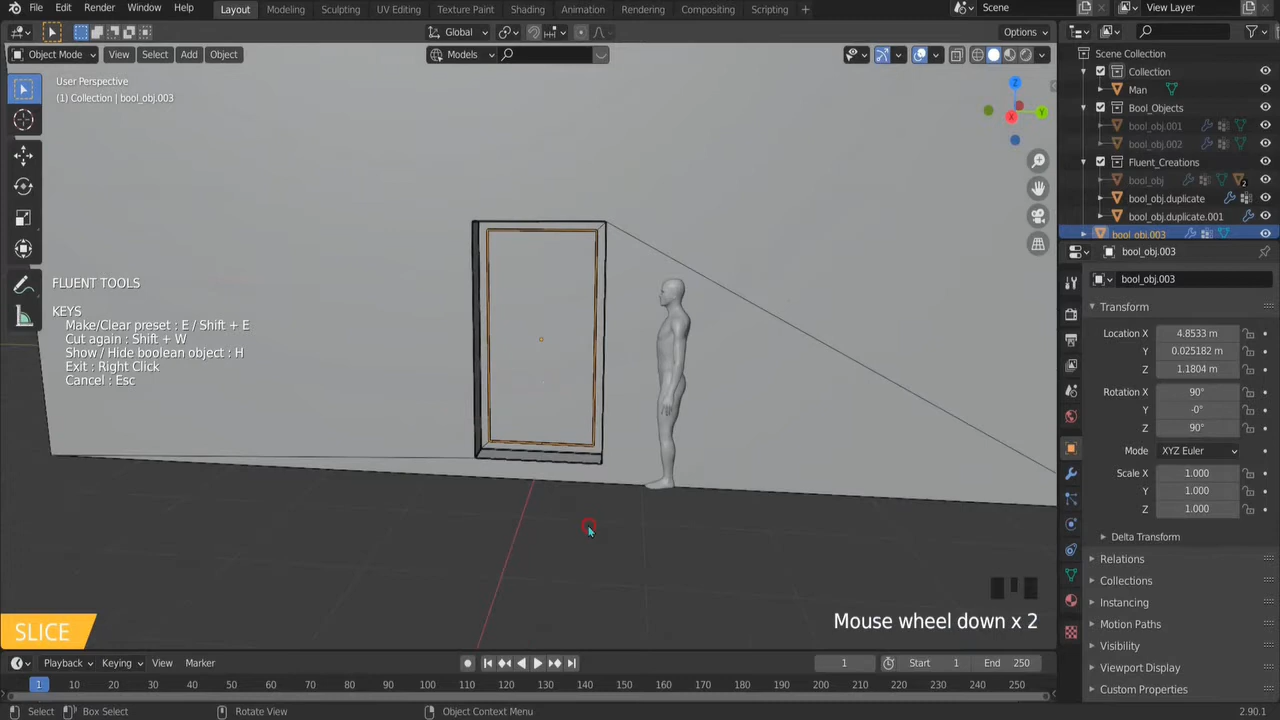 File Edit Render Window Help Layout Modeling Sculpting UV Editing Texture Paint Shading Animation Rendering Compositing Scripting + Scene View Layer
Global Options
Object Mode View Select Add Object Models
User Perspective
(1) Collection | bool_obj.003
Z
Y
X
FLUENT TOOLS
KEYS
Make/Clear preset : E / Shift + E
Cut again : Shift + W
Show / Hide boolean object : H
Exit : Right Click
Cancel : Esc
SLICE
Mouse wheel down x 2
Scene Collection
Collection
Man
Bool_Objects
bool_obj.001
bool_obj.002
Fluent_Creations
bool_obj 2
bool_obj.duplicate
bool_obj.duplicate.001
bool_obj.003
bool_obj.003
bool_obj.003
Transform
Location X 4.8533 m
Y 0.025182 m
Z 1.1804 m
Rotation X 90°
Y -0°
Z 90°
Mode XYZ Euler
Scale X 1.000
Y 1.000
Z 1.000
Delta Transform
Relations
Collections
Instancing
Motion Paths
Visibility
Viewport Display
Custom Properties
Playback Keying View Marker 1 Start 1 End 250
1 10 20 30 40 50 60 70 80 90 100 110 120 130 140 150 160 170 180 190 200 210 220 230 240 250
Select Box Select Rotate View Object Context Menu 2.90.1